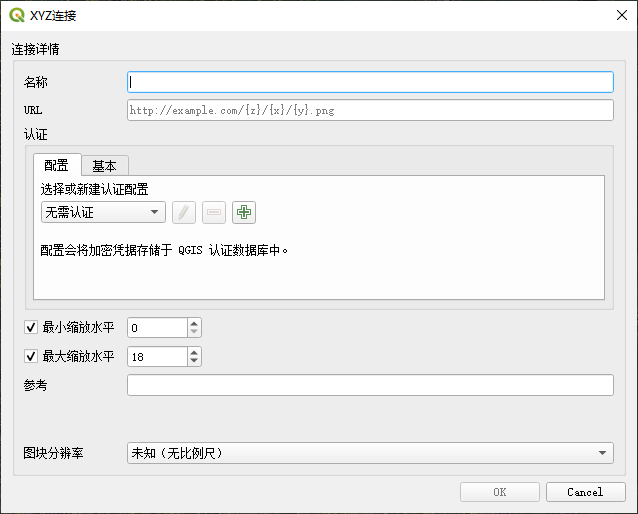 XYZ连接
连接详情
名称
URL http://example.com/{z}/{x}/{y}.png
认证
配置 基本
选择或新建认证配置
无需认证
配置会将加密凭据存储于 QGIS 认证数据库中。
最小缩放水平 0
最大缩放水平 18
参考
图块分辨率 未知（无比例尺）
OK Cancel